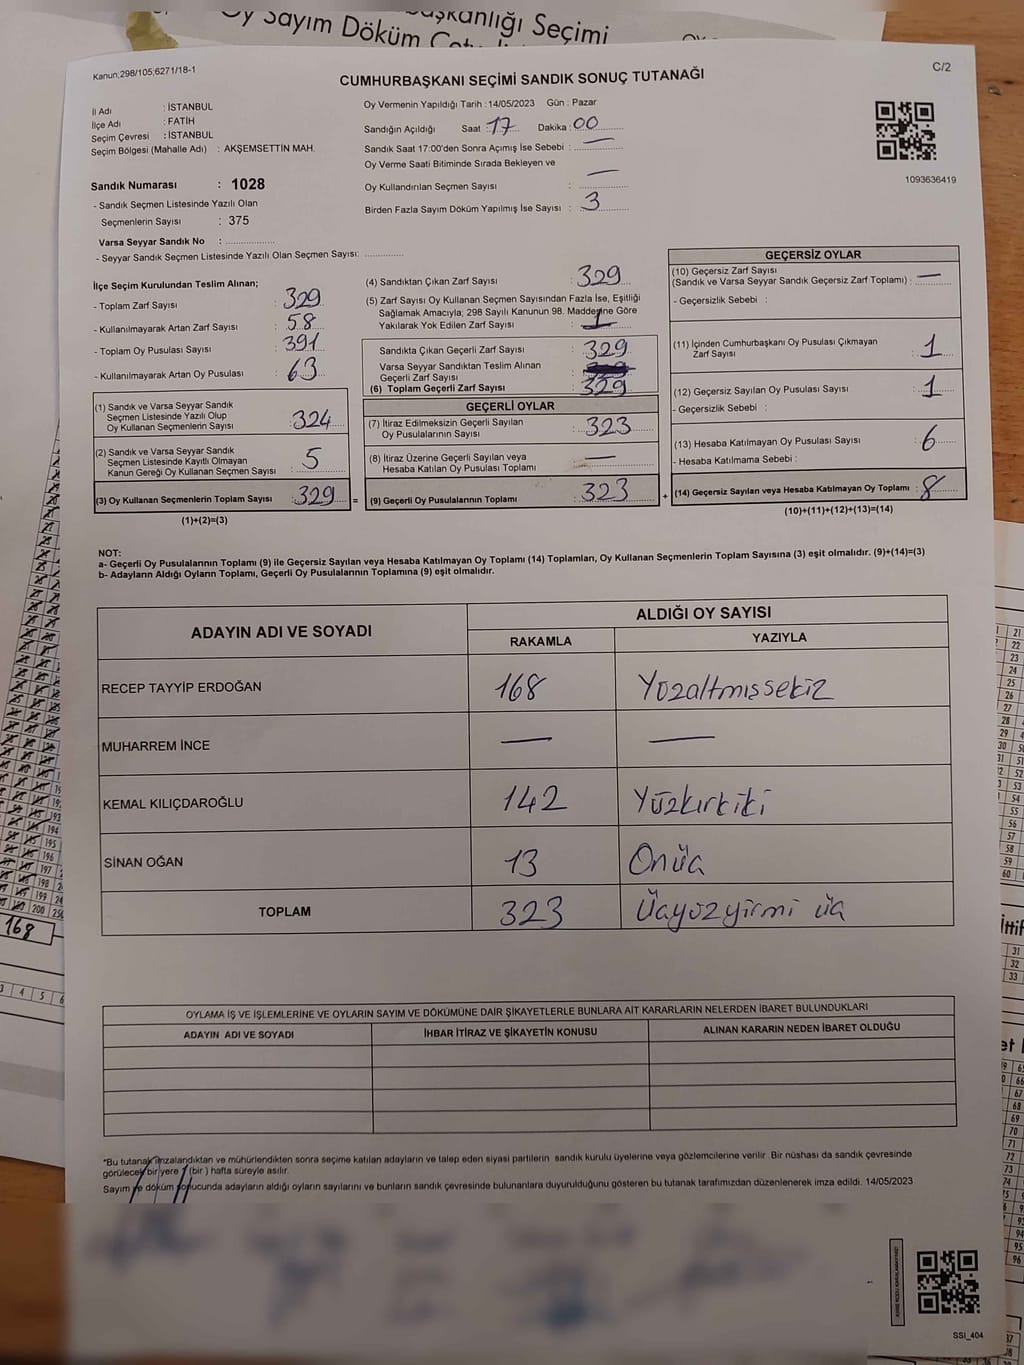 Oy Sayım Döküm
şkanlığı Seçimi
Kanun;298/105;6271/18-1
CUMHURBAŞKANI SEÇİMİ SANDIK SONUÇ TUTANAĞI
C/2
İl Adı : İSTANBUL
İlçe Adı : FATİH
Seçim Çevresi : İSTANBUL
Seçim Bölgesi (Mahalle Adı) : AKŞEMSETTİN MAH.
Sandık Numarası : 1028
- Sandık Seçmen Listesinde Yazılı Olan
Seçmenlerin Sayısı : 375
Varsa Seyyar Sandık No :
- Seyyar Sandık Seçmen Listesinde Yazılı Olan Seçmen Sayısı:
Oy Vermenin Yapıldığı Tarih : 14/05/2023 Gün : Pazar
Sandığın Açıldığı Saat : 17 Dakika : 00
Sandık Saat 17:00'den Sonra Açımış İse Sebebi : —
Oy Verme Saati Bitiminde Sırada Bekleyen ve
Oy Kullandırılan Seçmen Sayısı : —
Birden Fazla Sayım Döküm Yapılmış İse Sayısı : 3
1093636419
İlçe Seçim Kurulundan Teslim Alınan;
- Toplam Zarf Sayısı : 329
- Kullanılmayarak Artan Zarf Sayısı : 58
- Toplam Oy Pusulası Sayısı : 391
- Kullanılmayarak Artan Oy Pusulası : 63
(1) Sandık ve Varsa Seyyar Sandık
Seçmen Listesinde Yazılı Olup
Oy Kullanan Seçmenlerin Sayısı : 324
(2) Sandık ve Varsa Seyyar Sandık
Seçmen Listesinde Kayıtlı Olmayan
Kanun Gereği Oy Kullanan Seçmen Sayısı : 5
(3) Oy Kullanan Seçmenlerin Toplam Sayısı : 329 =
(1)+(2)=(3)
(4) Sandıktan Çıkan Zarf Sayısı : 329
(5) Zarf Sayısı Oy Kullanan Seçmen Sayısından Fazla İse, Eşitliği
Sağlamak Amacıyla; 298 Sayılı Kanunun 98. Maddesine Göre
Yakılarak Yok Edilen Zarf Sayısı : 1
Sandıkta Çıkan Geçerli Zarf Sayısı : 329
Varsa Seyyar Sandıktan Teslim Alınan
Geçerli Zarf Sayısı :
(6) Toplam Geçerli Zarf Sayısı : 329
GEÇERLİ OYLAR
(7) İtiraz Edilmeksizin Geçerli Sayılan
Oy Pusulalarının Sayısı : 323
(8) İtiraz Üzerine Geçerli Sayılan veya
Hesaba Katılan Oy Pusulası Toplamı : —
(9) Geçerli Oy Pusulalarının Toplamı : 323 +
GEÇERSİZ OYLAR
(10) Geçersiz Zarf Sayısı
(Sandık ve Varsa Seyyar Sandık Geçersiz Zarf Toplamı) : —
- Geçersizlik Sebebi :
(11) İçinden Cumhurbaşkanı Oy Pusulası Çıkmayan
Zarf Sayısı : 1
(12) Geçersiz Sayılan Oy Pusulası Sayısı : 1
- Geçersizlik Sebebi :
(13) Hesaba Katılmayan Oy Pusulası Sayısı : 6
- Hesaba Katılmama Sebebi :
(14) Geçersiz Sayılan veya Hesaba Katılmayan Oy Toplamı : 8
(10)+(11)+(12)+(13)=(14)
NOT:
a- Geçerli Oy Pusulalarının Toplamı (9) ile Geçersiz Sayılan veya Hesaba Katılmayan Oy Toplamı (14) Toplamları, Oy Kullanan Seçmenlerin Toplam Sayısına (3) eşit olmalıdır. (9)+(14)=(3)
b- Adayların Aldığı Oyların Toplamı, Geçerli Oy Pusulalarının Toplamına (9) eşit olmalıdır.
ADAYIN ADI VE SOYADI
ALDIĞI OY SAYISI
RAKAMLA YAZIYLA
RECEP TAYYİP ERDOĞAN 168 Yüzaltmışsekiz
MUHARREM İNCE — —
KEMAL KILIÇDAROĞLU 142 Yüzkırkiki
SİNAN OĞAN 13 Onüç
TOPLAM 323 Üçyüzyirmi üç
OYLAMA İŞ VE İŞLEMLERİNE VE OYLARIN SAYIM VE DÖKÜMÜNE DAİR ŞİKAYETLERLE BUNLARA AİT KARARLARIN NELERDEN İBARET BULUNDUKLARI
ADAYIN ADI VE SOYADI İHBAR İTİRAZ VE ŞİKAYETİN KONUSU ALINAN KARARIN NEDEN İBARET OLDUĞU
*Bu tutanak imzalandıktan ve mühürlendikten sonra seçime katılan adayların ve talep eden siyasi partilerin sandık kurulu üyelerine veya gözlemcilerine verilir. Bir nüshası da sandık çevresinde
görülecek bir yere 1 (bir ) hafta süreyle asılır.
Sayım ve döküm sonucunda adayların aldığı oyların sayılarını ve bunların sandık çevresinde bulunanlara duyurulduğunu gösteren bu tutanak tarafımızdan düzenlenerek imza edildi. 14/05/2023
SSİ_404
168